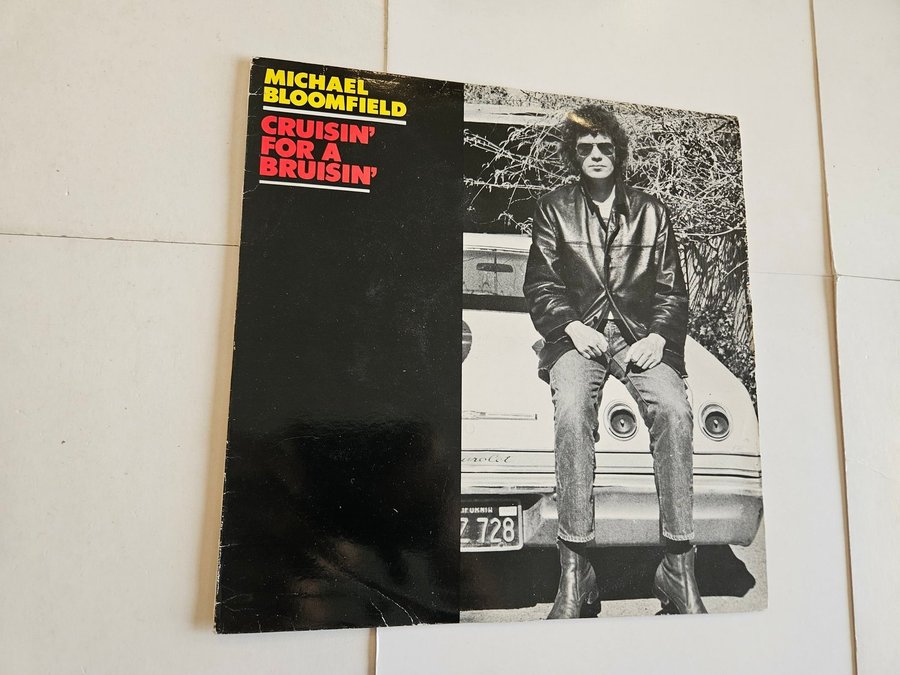 MICHAEL
BLOOMFIELD
CRUISIN'
FOR A
BRUISIN'
Z 728